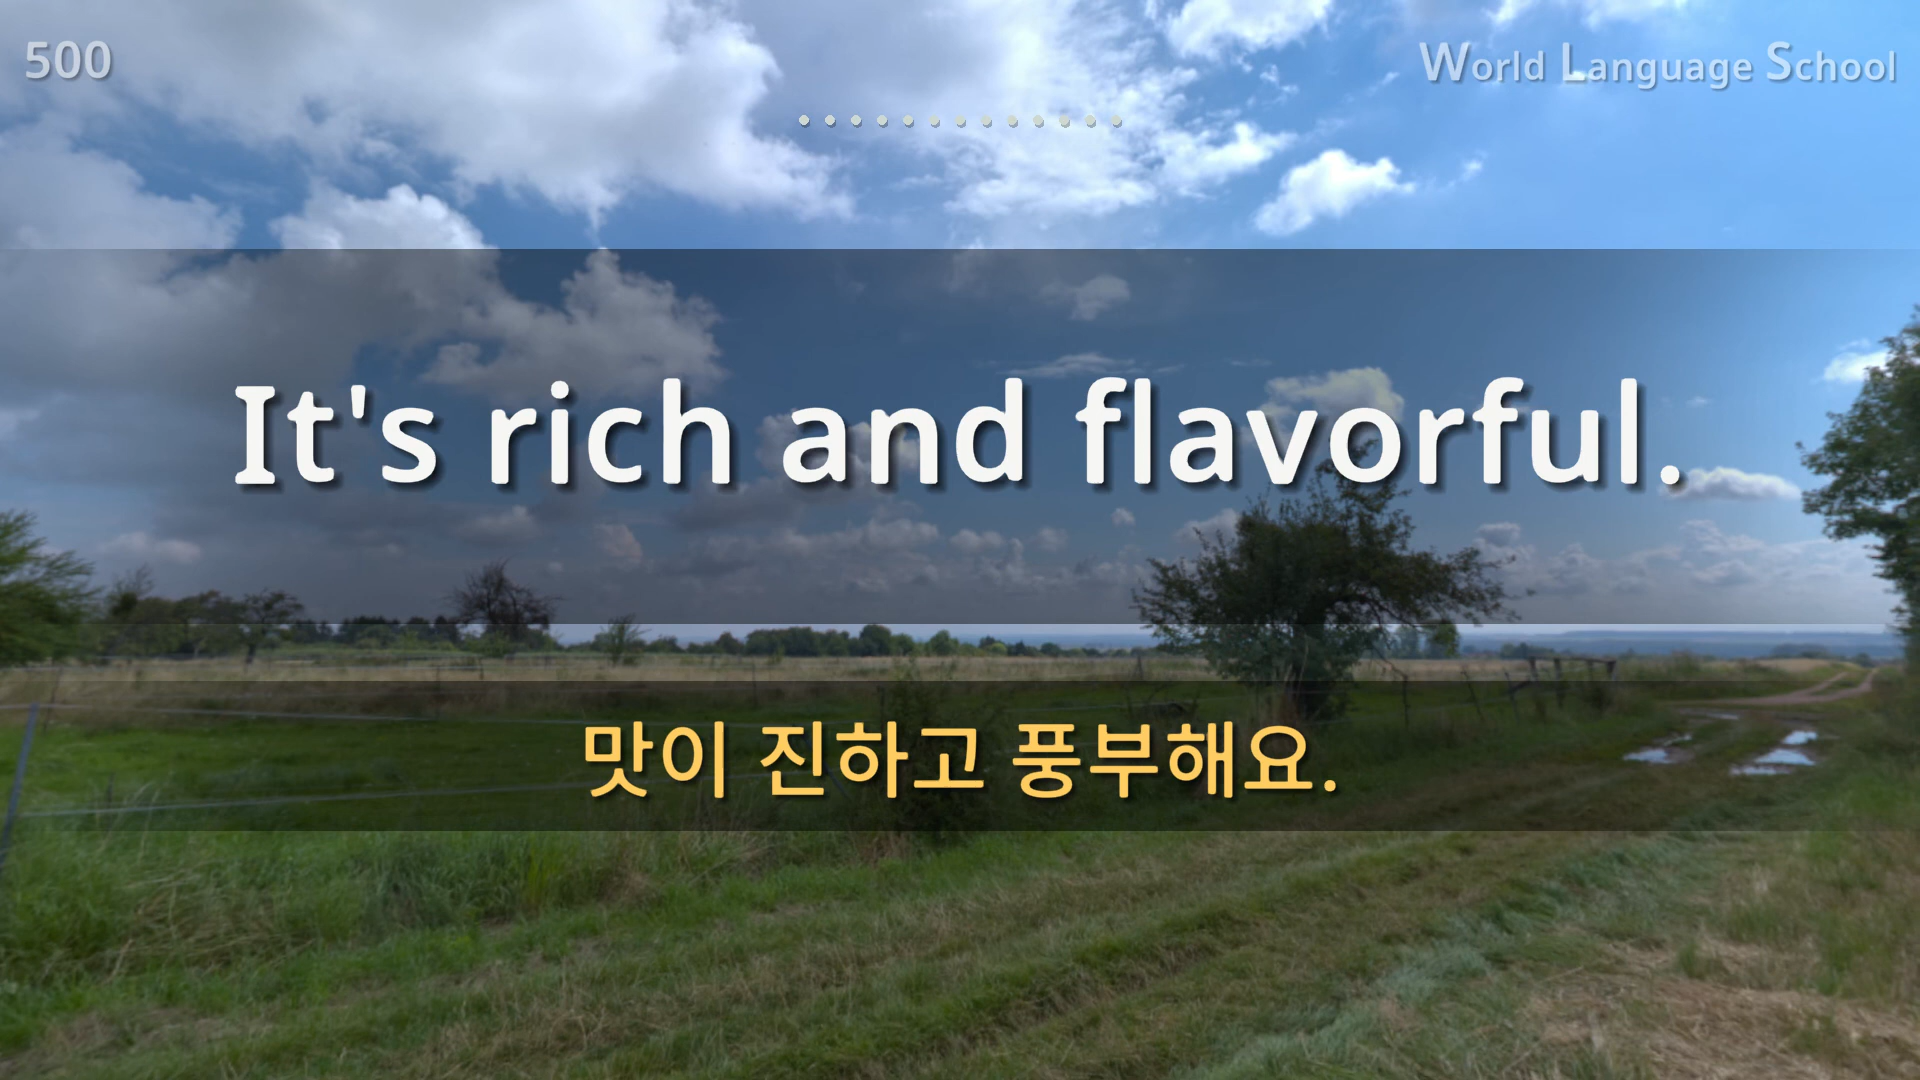 500
World Language School
It's rich and flavorful.
맛이 진하고 풍부해요.